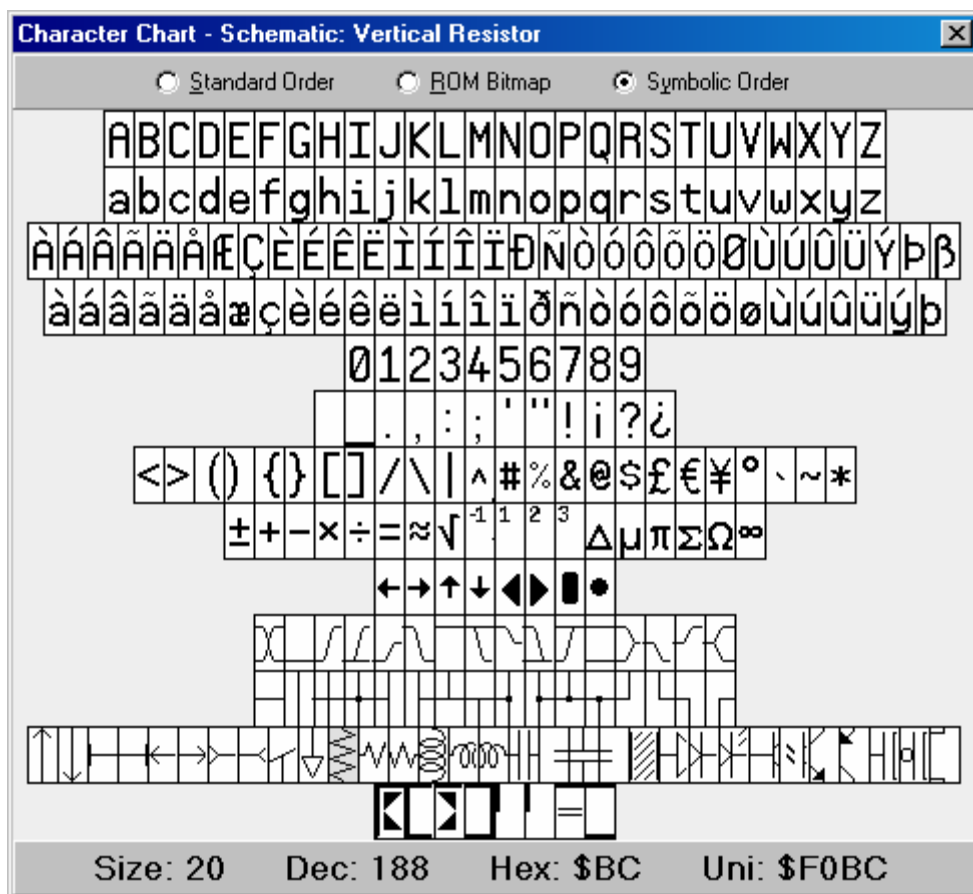 Character Chart - Schematic: Vertical Resistor
Standard Order ROM Bitmap Symbolic Order
ABCDEFGHIJKLMNOPQRSTUVWXYZ
abcdefghijklmnopqrstuvwxyz
ÀÁÂÃÄÅÆÇÈÉÊËÌÍÎÏÐÑÒÓÔÕÖØÙÚÛÜÝÞß
àáâãäåæçèéêëìíîïðñòóôõöøùúûüýþ
0123456789
_.,:;'"!¡?¿
<>(){}[]/\|^#%&@$£€¥°`~*
±+−×÷=≈√⁻¹¹²³ΔμπΣΩ∞
←→↑↓◀▶▮●
Size: 20 Dec: 188 Hex: $BC Uni: $F0BC